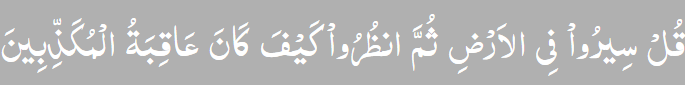 قُلْ سِيرُواْ فِي الاَرْضِ ثُمَّ انظُرُواْ كَيْفَ كَانَ عَاقِبَةُ الْمُكَذِّبِينَ